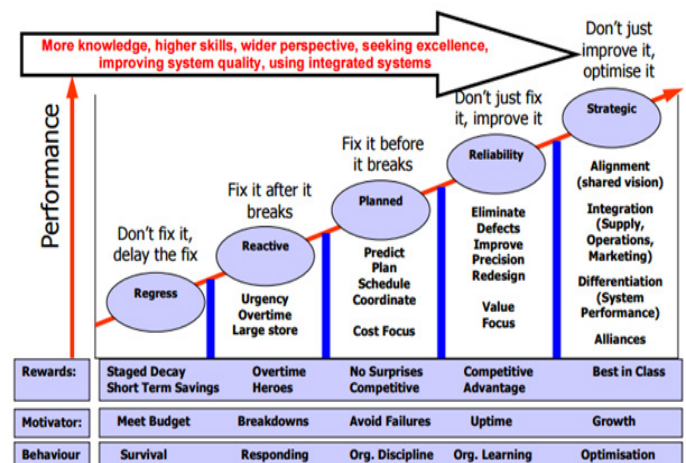 More knowledge, higher skills, wider perspective, seeking excellence,
improving system quality, using integrated systems
Performance
Don't fix it,
delay the fix
Regress
Fix it after it
breaks
Reactive
Urgency
Overtime
Large store
Fix it before
it breaks
Planned
Predict
Plan
Schedule
Coordinate
Cost Focus
Don't just fix
it, improve it
Reliability
Eliminate
Defects
Improve
Precision
Redesign
Value
Focus
Don't just
improve it,
optimise it
Strategic
Alignment
(shared vision)
Integration
(Supply,
Operations,
Marketing)
Differentiation
(System
Performance)
Alliances
Rewards: Staged Decay Overtime No Surprises Competitive Best in Class
Short Term Savings Heroes Competitive Advantage
Motivator: Meet Budget Breakdowns Avoid Failures Uptime Growth
Behaviour Survival Responding Org. Discipline Org. Learning Optimisation